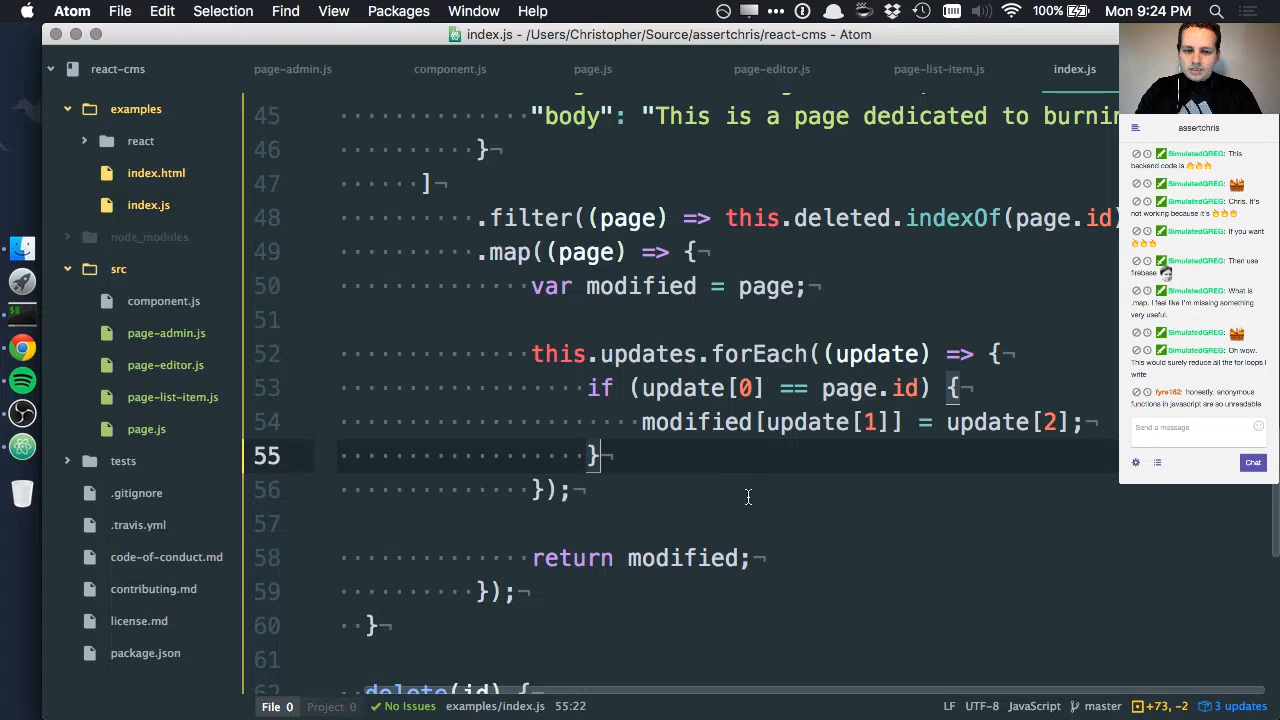 Atom File Edit Selection Find View Packages Window Help 100% Mon 9:24 PM
index.js - /Users/Christopher/Source/assertchris/react-cms - Atom
react-cms
page-admin.js component.js page.js page-editor.js page-list-item.js index.js
examples
react
index.html
index.js
node_modules
src
component.js
page-admin.js
page-editor.js
page-list-item.js
page.js
tests
.gitignore
.travis.yml
code-of-conduct.md
contributing.md
license.md
package.json
45 "body": "This is a page dedicated to burnin
46 }¬
47 ]¬
48 .filter((page) => this.deleted.indexOf(page.id)
49 .map((page) => {¬
50 var modified = page;¬
51 ¬
52 this.updates.forEach((update) => {¬
53 if (update[0] == page.id) {¬
54 modified[update[1]] = update[2];¬
55 }¬
56 });¬
57 ¬
58 return modified;¬
59 });¬
60 }¬
61 ¬
62 delete(id) {¬
assertchris
SimulatedGREG: This
backend code is 🔥🔥🔥
SimulatedGREG:
SimulatedGREG: Chris, it's
not working because it's 🔥🔥🔥
SimulatedGREG: If you want
🔥🔥🔥
SimulatedGREG: Then use
firebase
SimulatedGREG: What is
.map. I feel like I'm missing something
very useful.
SimulatedGREG:
SimulatedGREG: Oh wow.
This would surely reduce all the for loops I
write
fyre162: honestly, anonymous
functions in javascript are so unreadable.
Send a message
Chat
File 0 Project 0 No Issues examples/index.js 55:22 LF UTF-8 JavaScript master +73, -2 3 updates